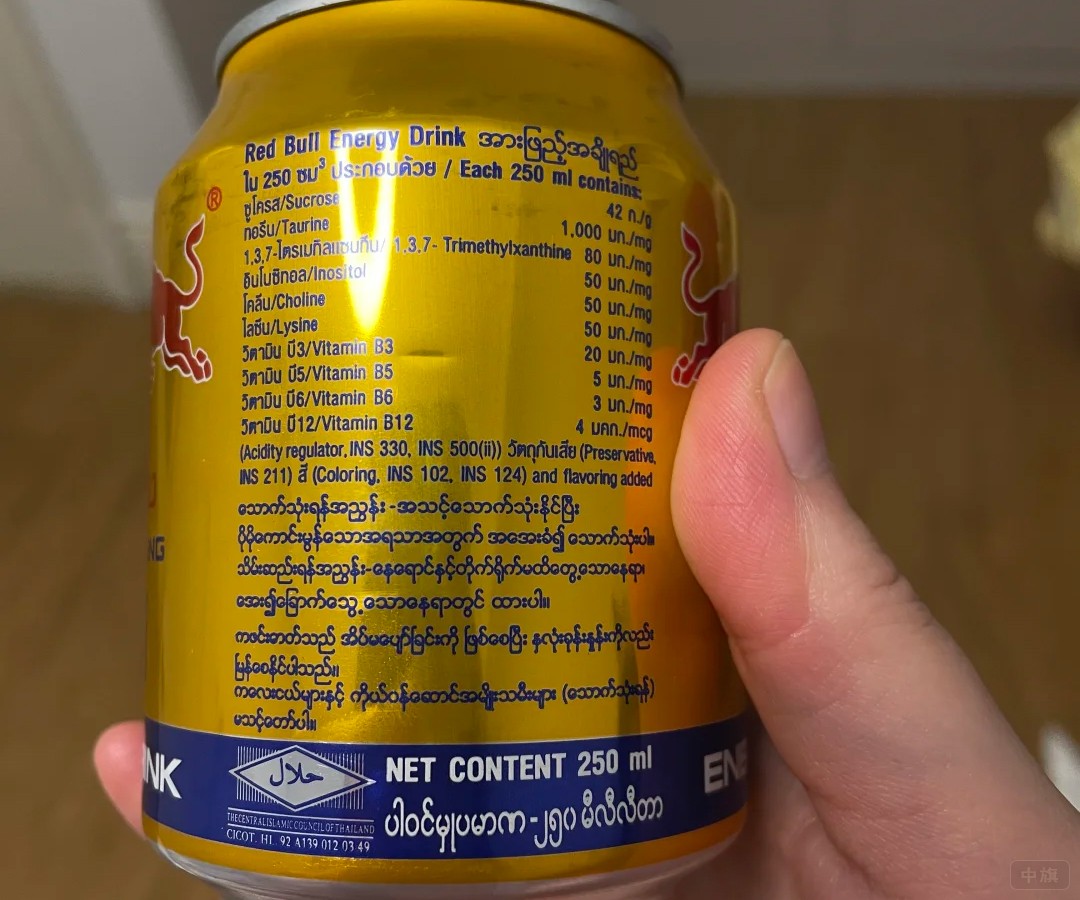 Red Bull Energy Drink အားဖြည့်အချိုရည်
ใน 250 ซม³ ประกอบด้วย / Each 250 ml contains:
ซูโครส/Sucrose 42 ก./g
ทอรีน/Taurine 1,000 มก./mg
1,3,7-ไตรเมทิลแซนทีน/ 1,3,7- Trimethylxanthine 80 มก./mg
อินโนซิทอล/Inositol 50 มก./mg
โคลีน/Choline 50 มก./mg
ไลซีน/Lysine 50 มก./mg
วิตามิน บี3/Vitamin B3 20 มก./mg
วิตามิน บี5/Vitamin B5 5 มก./mg
วิตามิน บี6/Vitamin B6 3 มก./mg
วิตามิน บี12/Vitamin B12 4 มคก./mcg
(Acidity regulator, INS 330, INS 500(ii)) วัตถุกันเสีย (Preservative,
INS 211) สี (Coloring, INS 102, INS 124) and flavoring added
သောက်သုံးရန်အညွှန်း -အသင့်သောက်သုံးနိုင်ပြီး
ပိုမိုကောင်းမွန်သောအရသာအတွက် အအေးခံ၍ သောက်သုံးပါ။
သိမ်းဆည်းရန်အညွှန်း-နေရောင်နှင့်တိုက်ရိုက်မထိတွေ့သောနေရာ၊
အေး၍ခြောက်သွေ့သောနေရာတွင် ထားပါ။
ကဖင်းဓာတ်သည် အိပ်မပျော်ခြင်းကို ဖြစ်စေပြီး နှလုံးခုန်နှုန်းကိုလည်း
မြန်စေနိုင်ပါသည်။
ကလေးငယ်များနှင့် ကိုယ်ဝန်ဆောင်အမျိုးသမီးများ (သောက်သုံးရန်)
မသင့်တော်ပါ။
®
NG
INK
حلال
THE CENTRAL ISLAMIC COUNCIL OF THAILAND
CICOT. HL. 92 A139 012 03 49
NET CONTENT 250 ml
ပါဝင်မှုပမာဏ -၂၅၀ မီလီလီတာ
ENE
中旗